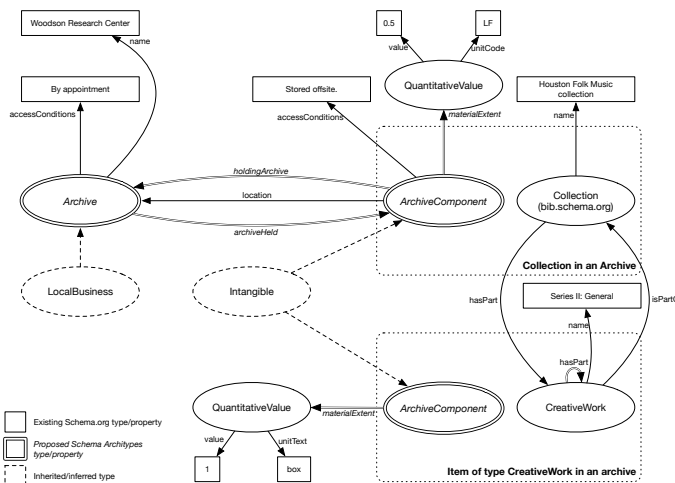 Woodson Research Center
0.5
LF
name
value
unitCode
By appointment
Stored offsite.
QuantitativeValue
Houston Folk Music
collection
accessConditions
accessConditions
materialExtent
name
holdingArchive
Archive
location
ArchiveComponent
Collection
(bib.schema.org)
archiveHeld
Collection in an Archive
LocalBusiness
Intangible
hasPart
Series II: General
isPartO
name
hasPart
QuantitativeValue
materialExtent
ArchiveComponent
CreativeWork
Existing Schema.org type/property
value
unitText
Proposed Schema Architypes
type/property
1
box
Item of type CreativeWork in an archive
Inherited/inferred type